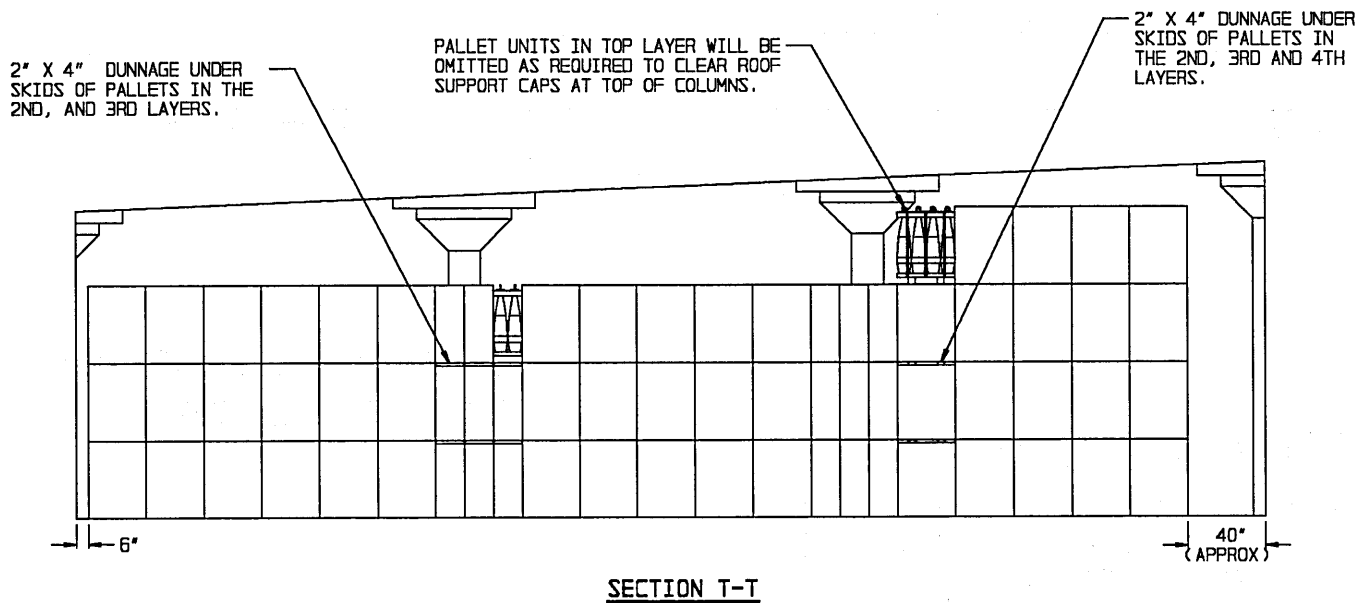 2" X 4" DUNNAGE UNDER
SKIDS OF PALLETS IN THE
2ND, AND 3RD LAYERS.
PALLET UNITS IN TOP LAYER WILL BE
OMITTED AS REQUIRED TO CLEAR ROOF
SUPPORT CAPS AT TOP OF COLUMNS.
2" X 4" DUNNAGE UNDER
SKIDS OF PALLETS IN
THE 2ND, 3RD AND 4TH
LAYERS.
6"
40"
(APPROX)
SECTION T-T